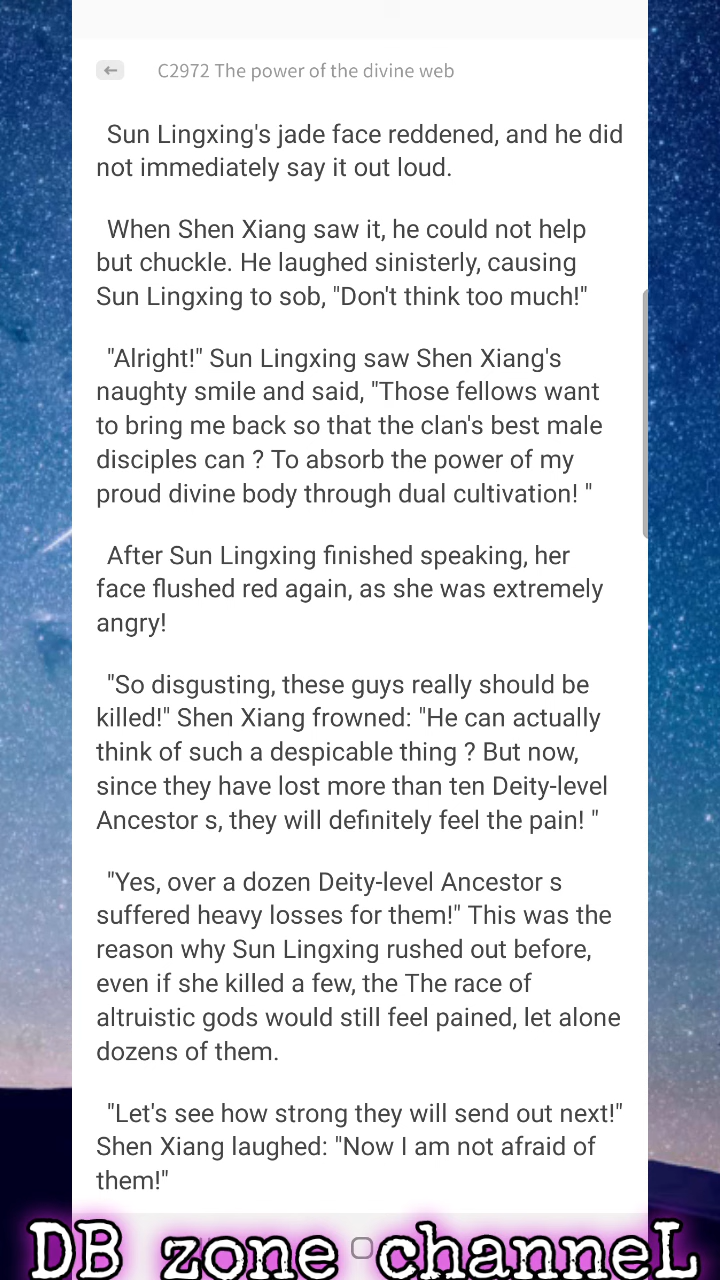 C2972 The power of the divine web
Sun Lingxing's jade face reddened, and he did
not immediately say it out loud.
When Shen Xiang saw it, he could not help
but chuckle. He laughed sinisterly, causing
Sun Lingxing to sob, "Don't think too much!"
"Alright!" Sun Lingxing saw Shen Xiang's
naughty smile and said, "Those fellows want
to bring me back so that the clan's best male
disciples can ? To absorb the power of my
proud divine body through dual cultivation! "
After Sun Lingxing finished speaking, her
face flushed red again, as she was extremely
angry!
"So disgusting, these guys really should be
killed!" Shen Xiang frowned: "He can actually
think of such a despicable thing ? But now,
since they have lost more than ten Deity-level
Ancestor s, they will definitely feel the pain! "
"Yes, over a dozen Deity-level Ancestor s
suffered heavy losses for them!" This was the
reason why Sun Lingxing rushed out before,
even if she killed a few, the The race of
altruistic gods would still feel pained, let alone
dozens of them.
"Let's see how strong they will send out next!"
Shen Xiang laughed: "Now I am not afraid of
them!"
DB zone channeL